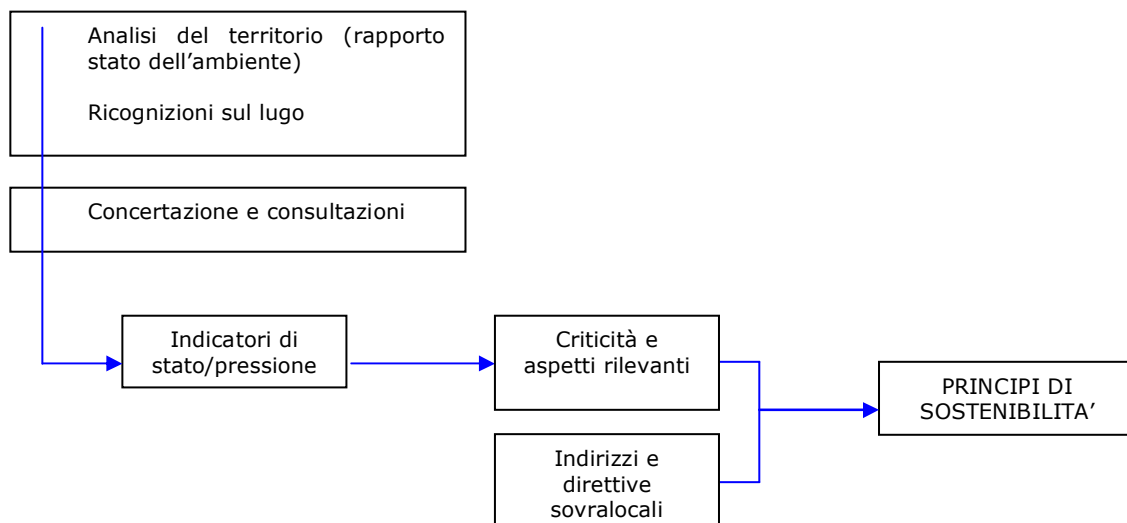 Analisi del territorio (rapporto
stato dell’ambiente)
Ricognizioni sul lugo
Concertazione e consultazioni
Indicatori di
stato/pressione
Criticità e
aspetti rilevanti
PRINCIPI DI
SOSTENIBILITA’
Indirizzi e
direttive
sovralocali